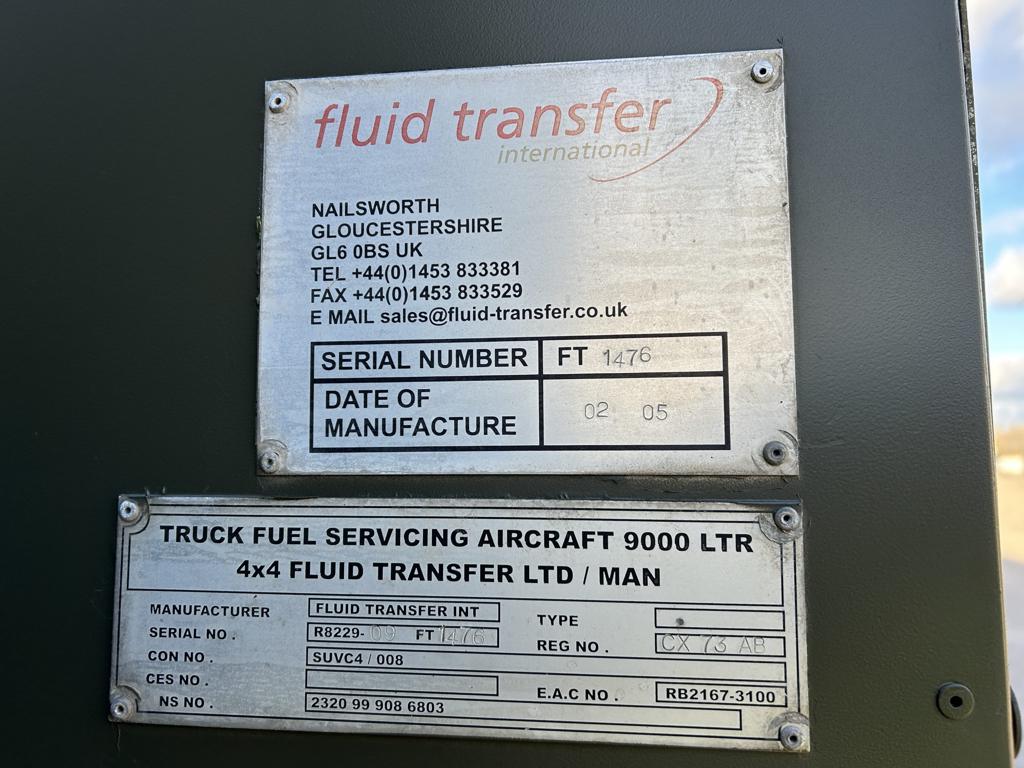 fluid transfer
international
NAILSWORTH
GLOUCESTERSHIRE
GL6 0BS UK
TEL +44(0)1453 833381
FAX +44(0)1453 833529
E MAIL sales@fluid-transfer.co.uk
SERIAL NUMBER FT 1476
DATE OF MANUFACTURE 02 05
TRUCK FUEL SERVICING AIRCRAFT 9000 LTR
4x4 FLUID TRANSFER LTD / MAN
MANUFACTURER FLUID TRANSFER INT
SERIAL NO. R8229-09 FT 1476
CON NO. SUVC4 / 008
CES NO.
NS NO. 2320 99 908 6803
TYPE
REG NO. CX 73 AB
E.A.C NO. RB2167-3100